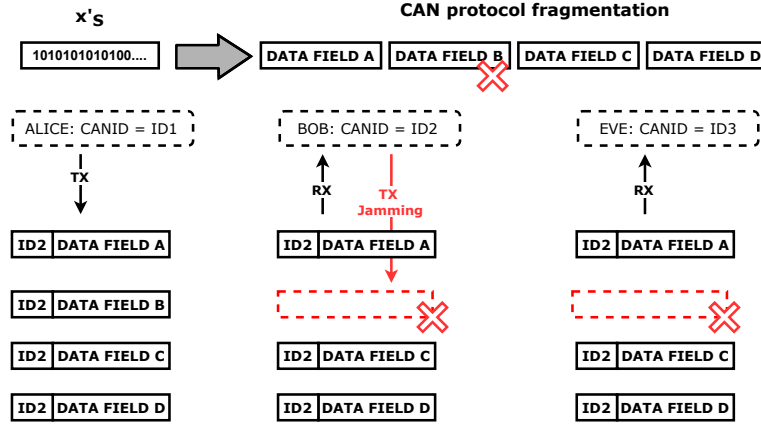 x's
CAN protocol fragmentation
1010101010100....
DATA FIELD A
DATA FIELD B
DATA FIELD C
DATA FIELD D
ALICE: CANID = ID1
BOB: CANID = ID2
EVE: CANID = ID3
TX
RX
TX
Jamming
RX
ID2 DATA FIELD A
ID2 DATA FIELD A
ID2 DATA FIELD A
ID2 DATA FIELD B
ID2 DATA FIELD C
ID2 DATA FIELD C
ID2 DATA FIELD C
ID2 DATA FIELD D
ID2 DATA FIELD D
ID2 DATA FIELD D